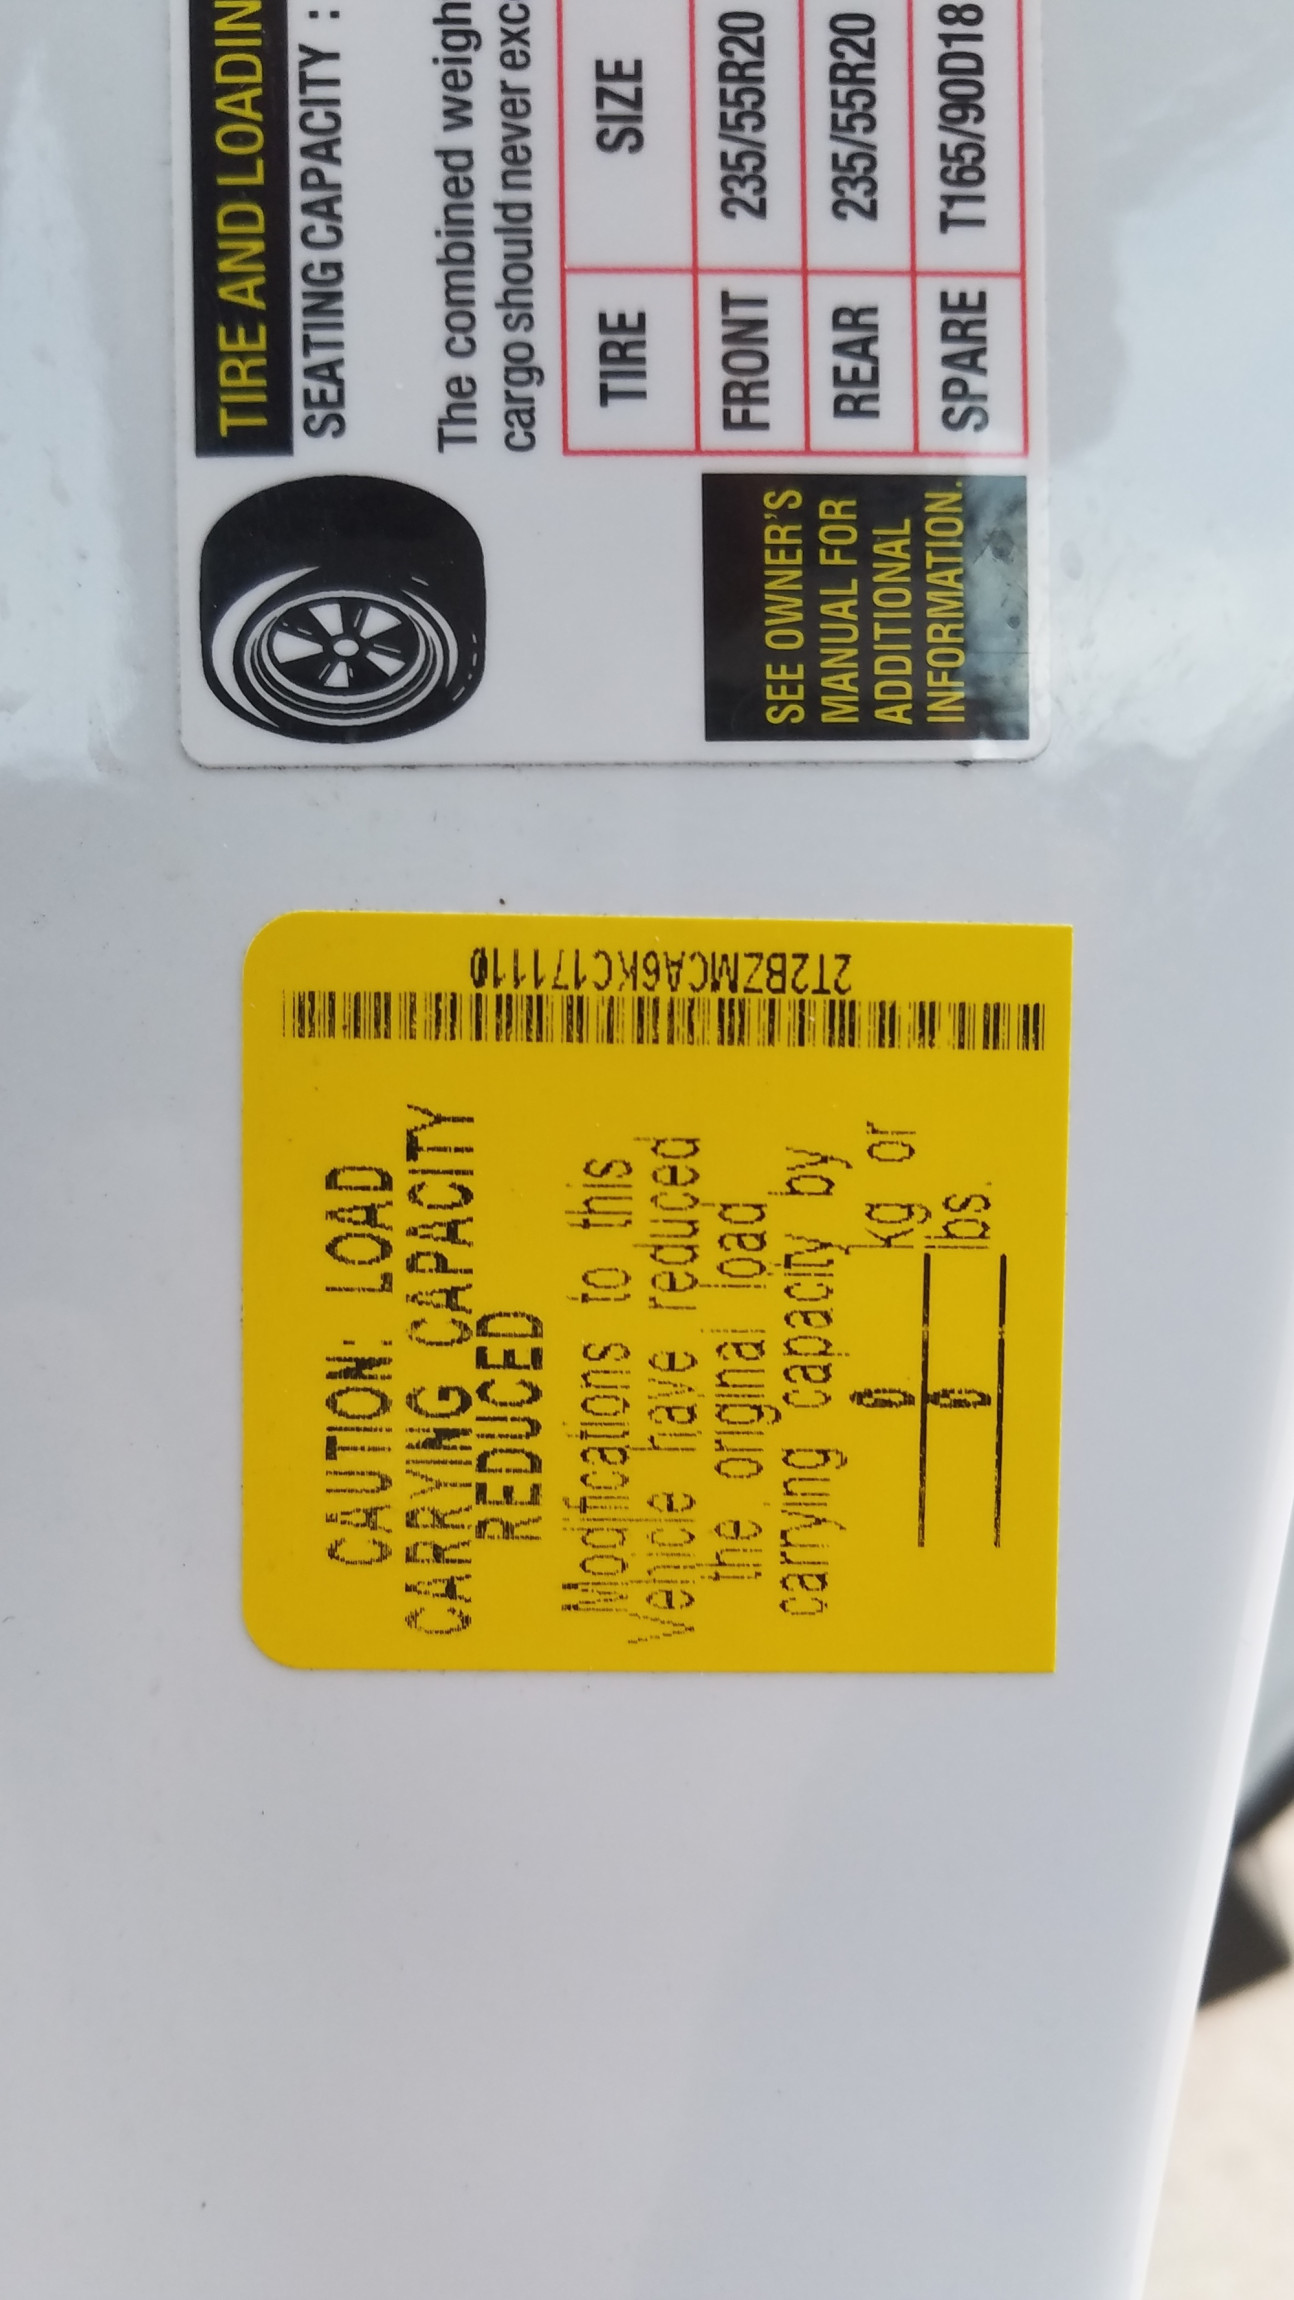 TIRE AND LOADIN
SEATING CAPACITY :
The combined weigh
cargo should never exc
TIRE SIZE
FRONT 235/55R20
REAR 235/55R20
SPARE T165/90D18
SEE OWNER'S
MANUAL FOR
ADDITIONAL
INFORMATION.
CAUTION: LOAD
CARRYING CAPACITY
REDUCED
Modifications to this
vehicle have reduced
the original load
carrying capacity by
kg or
lbs.
2T2BZMCA6KC171110